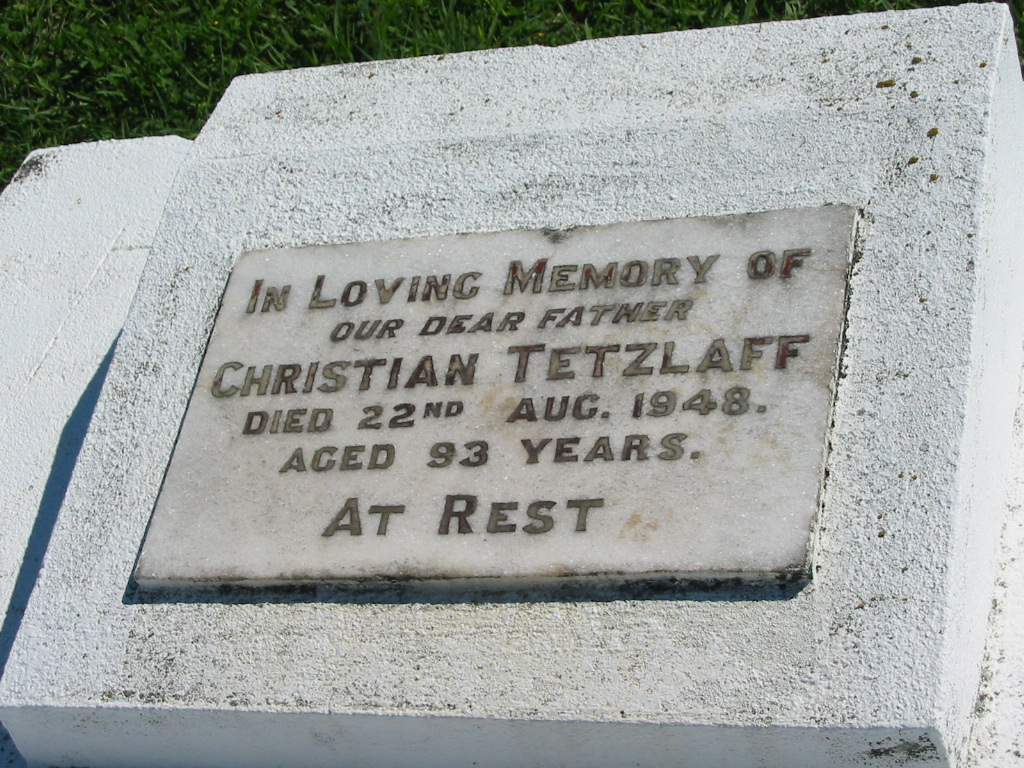 IN LOVING MEMORY OF
OUR DEAR FATHER
CHRISTIAN TETZLAFF
DIED 22ND AUG. 1948.
AGED 93 YEARS.
AT REST